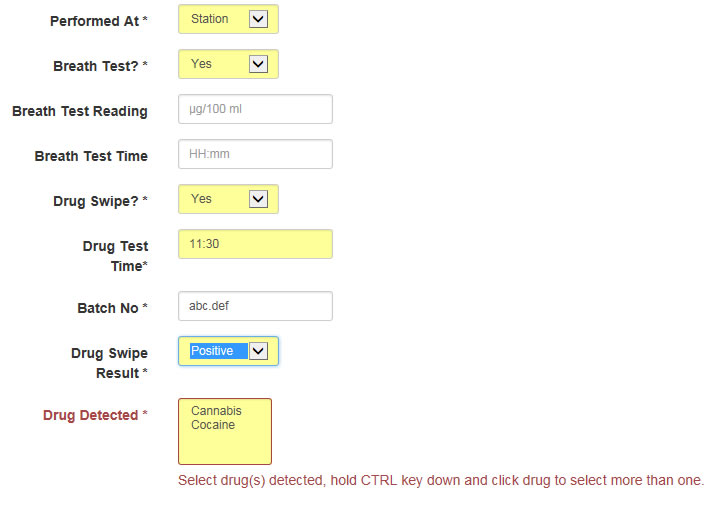 Performed At * Station
Breath Test? * Yes
Breath Test Reading µg/100 ml
Breath Test Time HH:mm
Drug Swipe? * Yes
Drug Test
Time* 11:30
Batch No * abc.def
Drug Swipe
Result * Positive
Drug Detected * Cannabis
Cocaine
Select drug(s) detected, hold CTRL key down and click drug to select more than one.